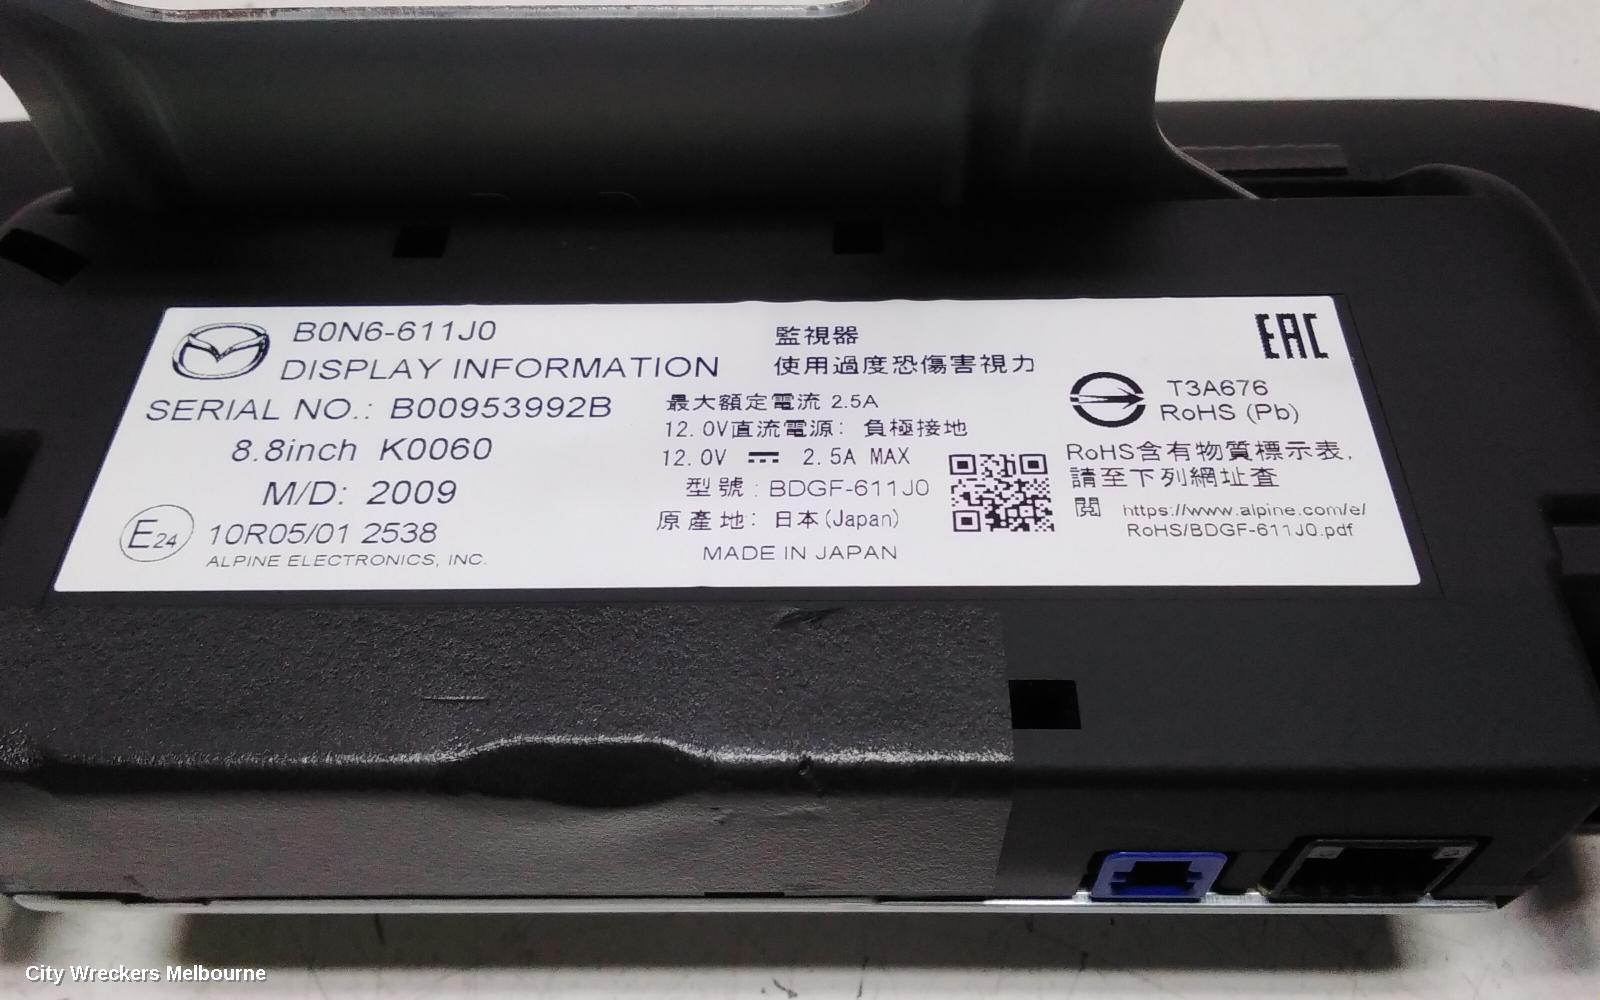 B0N6-611J0
DISPLAY INFORMATION
SERIAL NO.: B00953992B
8.8inch K0060
M/D: 2009
E24 10R05/01 2538
ALPINE ELECTRONICS, INC.
監視器
使用過度恐傷害視力
最大額定電流 2.5A
12.0V直流電源: 負極接地
12.0V 2.5A MAX
型號: BDGF-611J0
原產地: 日本(Japan)
MADE IN JAPAN
EAC
T3A676
RoHS (Pb)
RoHS含有物質標示表,
請至下列網址查
閱 https://www.alpine.com/e/
RoHS/BDGF-611J0.pdf
City Wreckers Melbourne